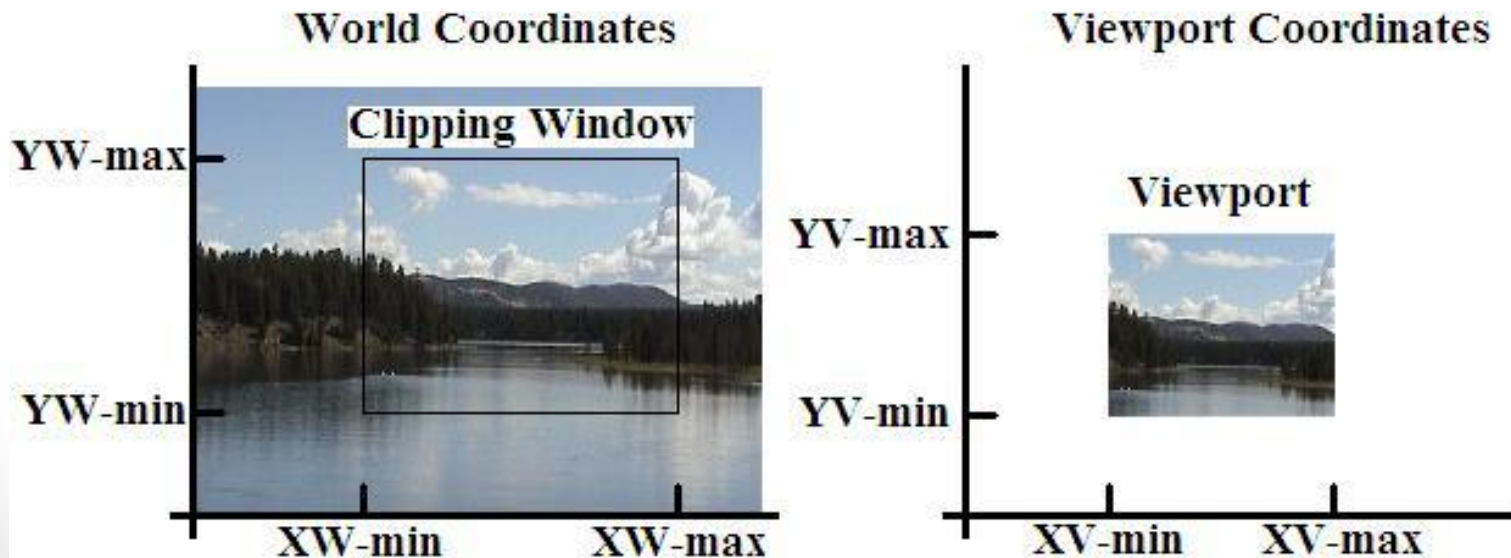 World Coordinates
Clipping Window
YW-max
YW-min
XW-min XW-max
Viewport Coordinates
Viewport
YV-max
YV-min
XV-min XV-max